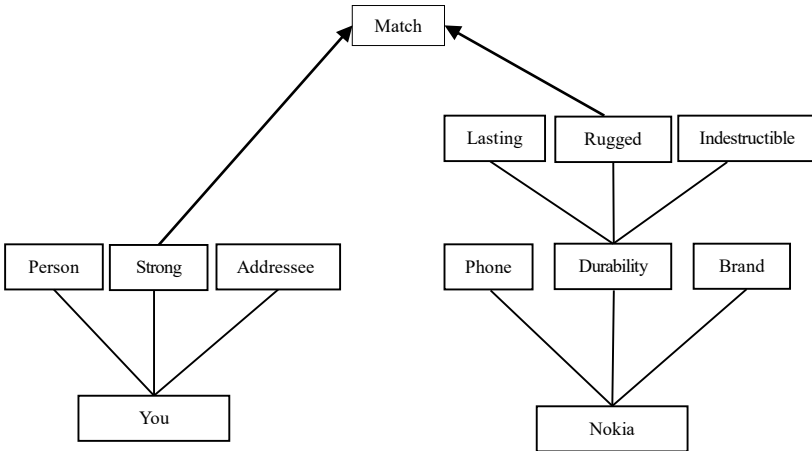 Match
Lasting
Rugged
Indestructible
Person
Strong
Addressee
Phone
Durability
Brand
You
Nokia